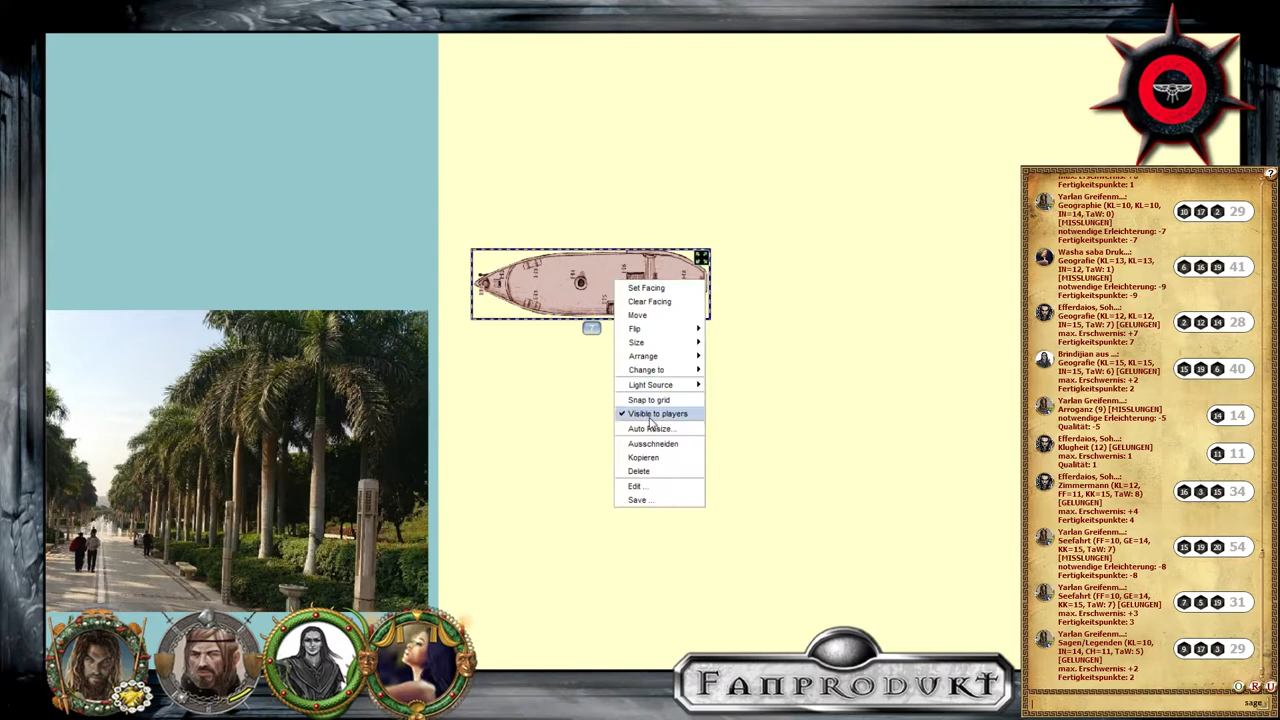 Set Facing
Clear Facing
Move
Flip
Size
Arrange
Change to
Light Source
Snap to grid
Visible to players
Auto Resize...
Ausschneiden
Kopieren
Delete
Edit ...
Save ...
Fertigkeitspunkte: 1
Yarlan Greifenm...:
Geographie (KL=10, KL=10,
IN=14, TaW: 0)
[MISSLUNGEN]
notwendige Erleichterung: -7
Fertigkeitspunkte: -7
10 17 2 29
Washa saba Druk...:
Geografie (KL=13, KL=13,
IN=12, TaW: 1)
[MISSLUNGEN]
notwendige Erleichterung: -9
Fertigkeitspunkte: -9
6 16 19 41
Efferdaios, Soh...:
Geografie (KL=12, KL=12,
IN=15, TaW: 7) [GELUNGEN]
max. Erschwernis: +7
Fertigkeitspunkte: 7
2 12 14 28
Brindijian aus ...:
Geografie (KL=15, KL=15,
IN=15, TaW: 6) [GELUNGEN]
max. Erschwernis: +2
Fertigkeitspunkte: 2
15 19 6 40
Yarlan Greifenm...:
Arroganz (9) [MISSLUNGEN]
notwendige Erleichterung: -5
Qualität: -5
14 14
Efferdaios, Soh...:
Klugheit (12) [GELUNGEN]
max. Erschwernis: 1
Qualität: 1
11 11
Efferdaios, Soh...:
Zimmermann (KL=12,
FF=11, KK=15, TaW: 8)
[GELUNGEN]
max. Erschwernis: +4
Fertigkeitspunkte: 4
16 3 15 34
Yarlan Greifenm...:
Seefahrt (FF=10, GE=14,
KK=15, TaW: 7)
[MISSLUNGEN]
notwendige Erleichterung: -8
Fertigkeitspunkte: -8
15 19 20 54
Yarlan Greifenm...:
Seefahrt (FF=10, GE=14,
KK=15, TaW: 7) [GELUNGEN]
max. Erschwernis: +3
Fertigkeitspunkte: 3
7 5 19 31
Yarlan Greifenm...:
Sagen/Legenden (KL=10,
IN=14, CH=11, TaW: 5)
[GELUNGEN]
max. Erschwernis: +2
Fertigkeitspunkte: 2
9 17 3 29
O R U
sage
Fanprodukt